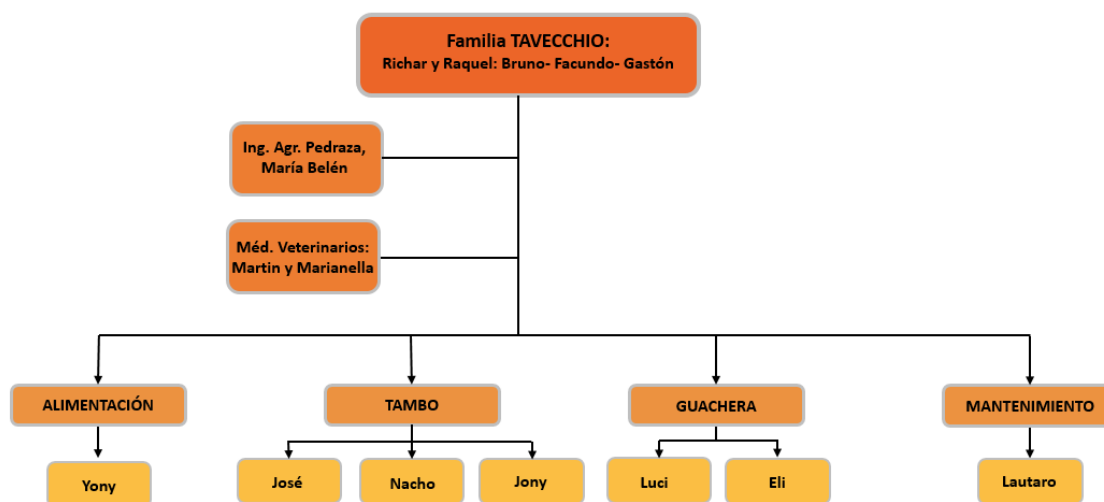 Familia TAVECCHIO:
Richar y Raquel: Bruno- Facundo- Gastón
Ing. Agr. Pedraza,
María Belén
Méd. Veterinarios:
Martin y Marianella
ALIMENTACIÓN
TAMBO
GUACHERA
MANTENIMIENTO
Yony
José
Nacho
Jony
Luci
Eli
Lautaro